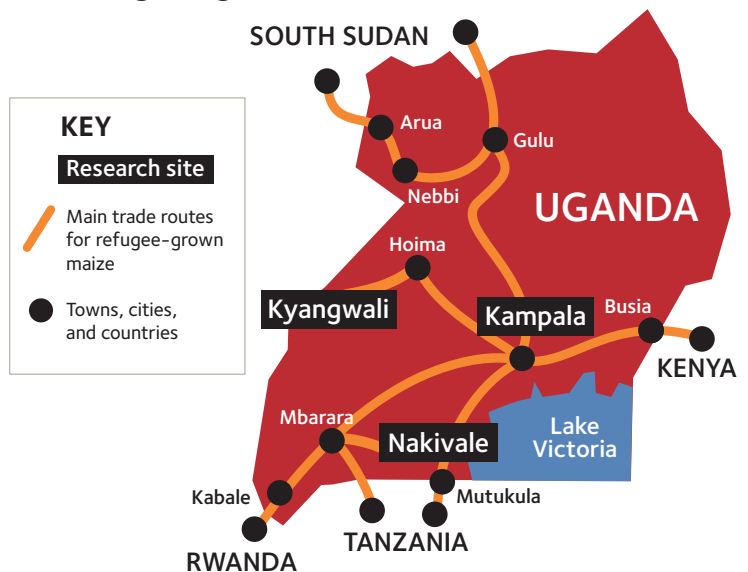 SOUTH SUDAN
KEY
Research site
Main trade routes
for refugee-grown
maize
Towns, cities,
and countries
Arua
Gulu
Nebbi
UGANDA
Hoima
Kyangwali
Kampala
Busia
KENYA
Mbarara
Nakivale
Lake
Victoria
Kabale
Mutukula
TANZANIA
RWANDA